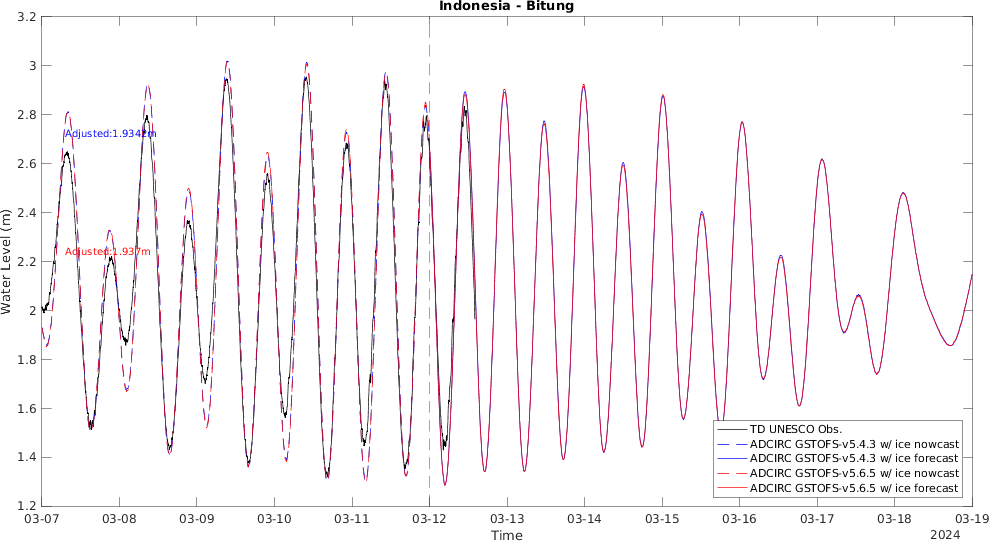 Indonesia - Bitung
Water Level (m)
3.2
3
2.8
2.6
2.4
2.2
2
1.8
1.6
1.4
1.2
Adjusted:1.9342m
Adjusted:1.937m
TD UNESCO Obs.
ADCIRC GSTOFS-v5.4.3 w/ ice nowcast
ADCIRC GSTOFS-v5.4.3 w/ ice forecast
ADCIRC GSTOFS-v5.6.5 w/ ice nowcast
ADCIRC GSTOFS-v5.6.5 w/ ice forecast
03-07 03-08 03-09 03-10 03-11 03-12 03-13 03-14 03-15 03-16 03-17 03-18 03-19
Time
2024